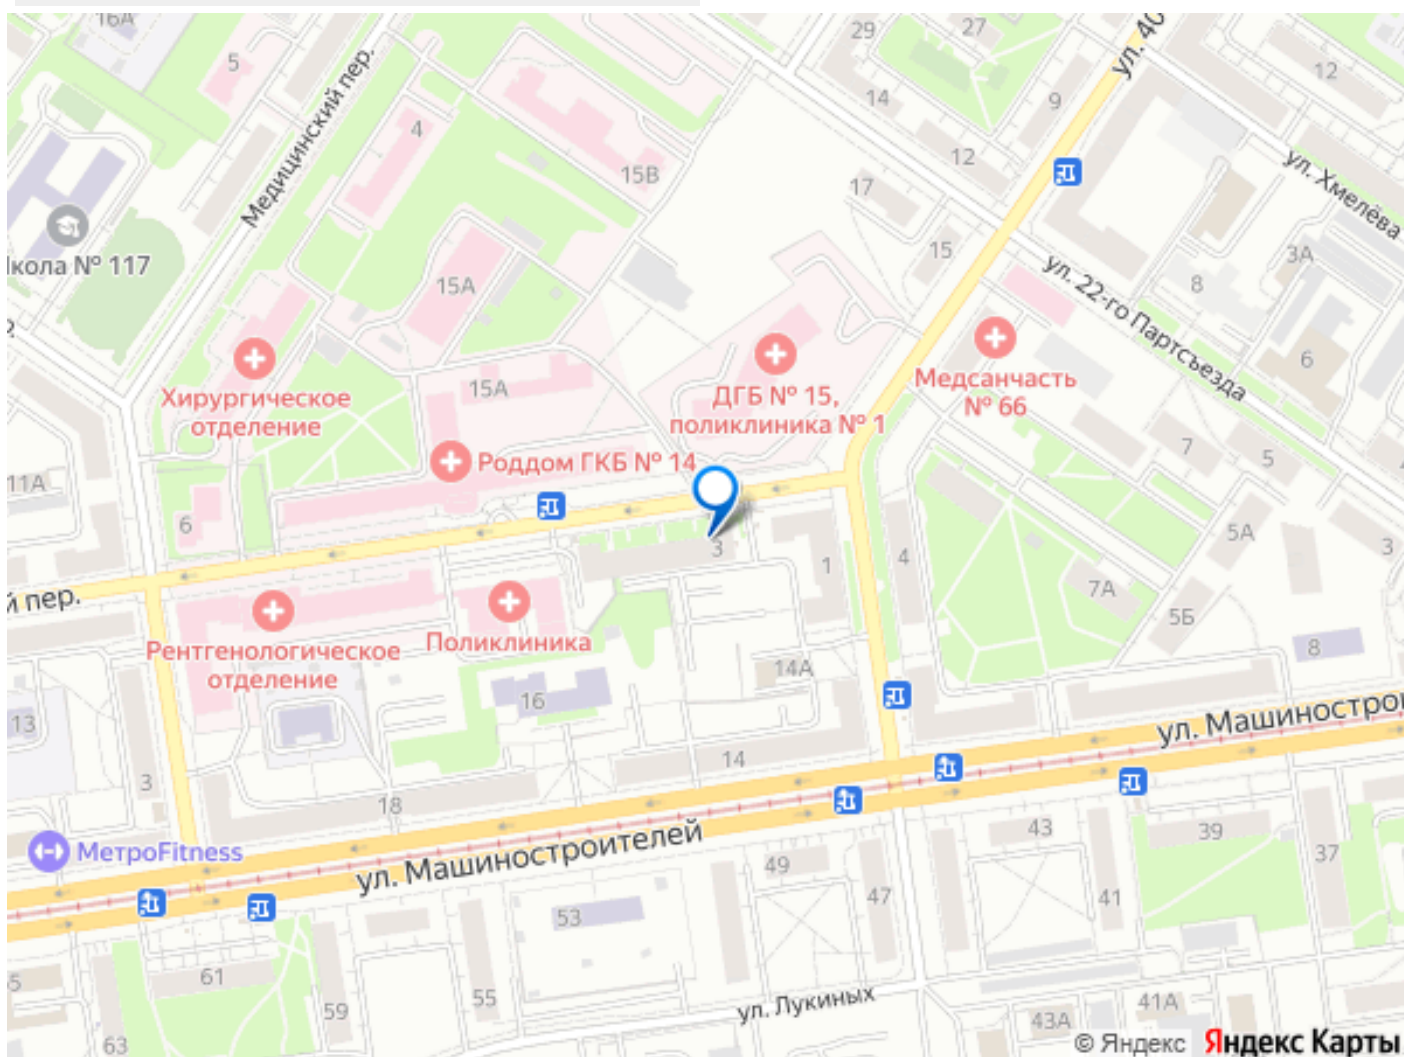 16А
29
27
ул. 40
5
Медицинский пер.
12
14
9
4
15В
12
ул. Хмелёва
17
кола № 117
15
3А
15А
8
ул. 22-го Партсъезда
6
Хирургическое
отделение
15А
ДГБ № 15,
поликлиника № 1
Медсанчасть
№ 66
7
5
Роддом ГКБ № 14
11А
6
5А
3
3
1
4
й пер.
7А
5Б
Рентгенологическое
отделение
Поликлиника
8
14А
16
13
ул. Машиностро
14
3
18
МетроFitness
ул. Машиностроителей
43
39
49
37
47
41
53
61
5
55
59
ул. Лукиных
41А
43А
63
© Яндекс Яндекс Карты